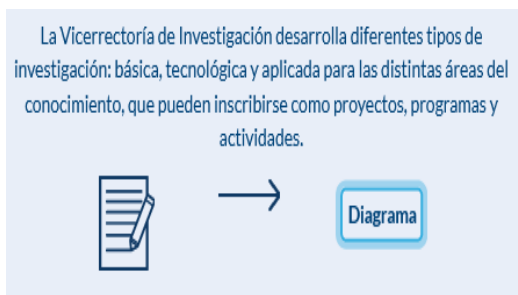 La Vicerrectoría de Investigación desarrolla diferentes tipos de
investigación: básica, tecnológica y aplicada para las distintas áreas del
conocimiento, que pueden inscribirse como proyectos, programas y
actividades.
Diagrama